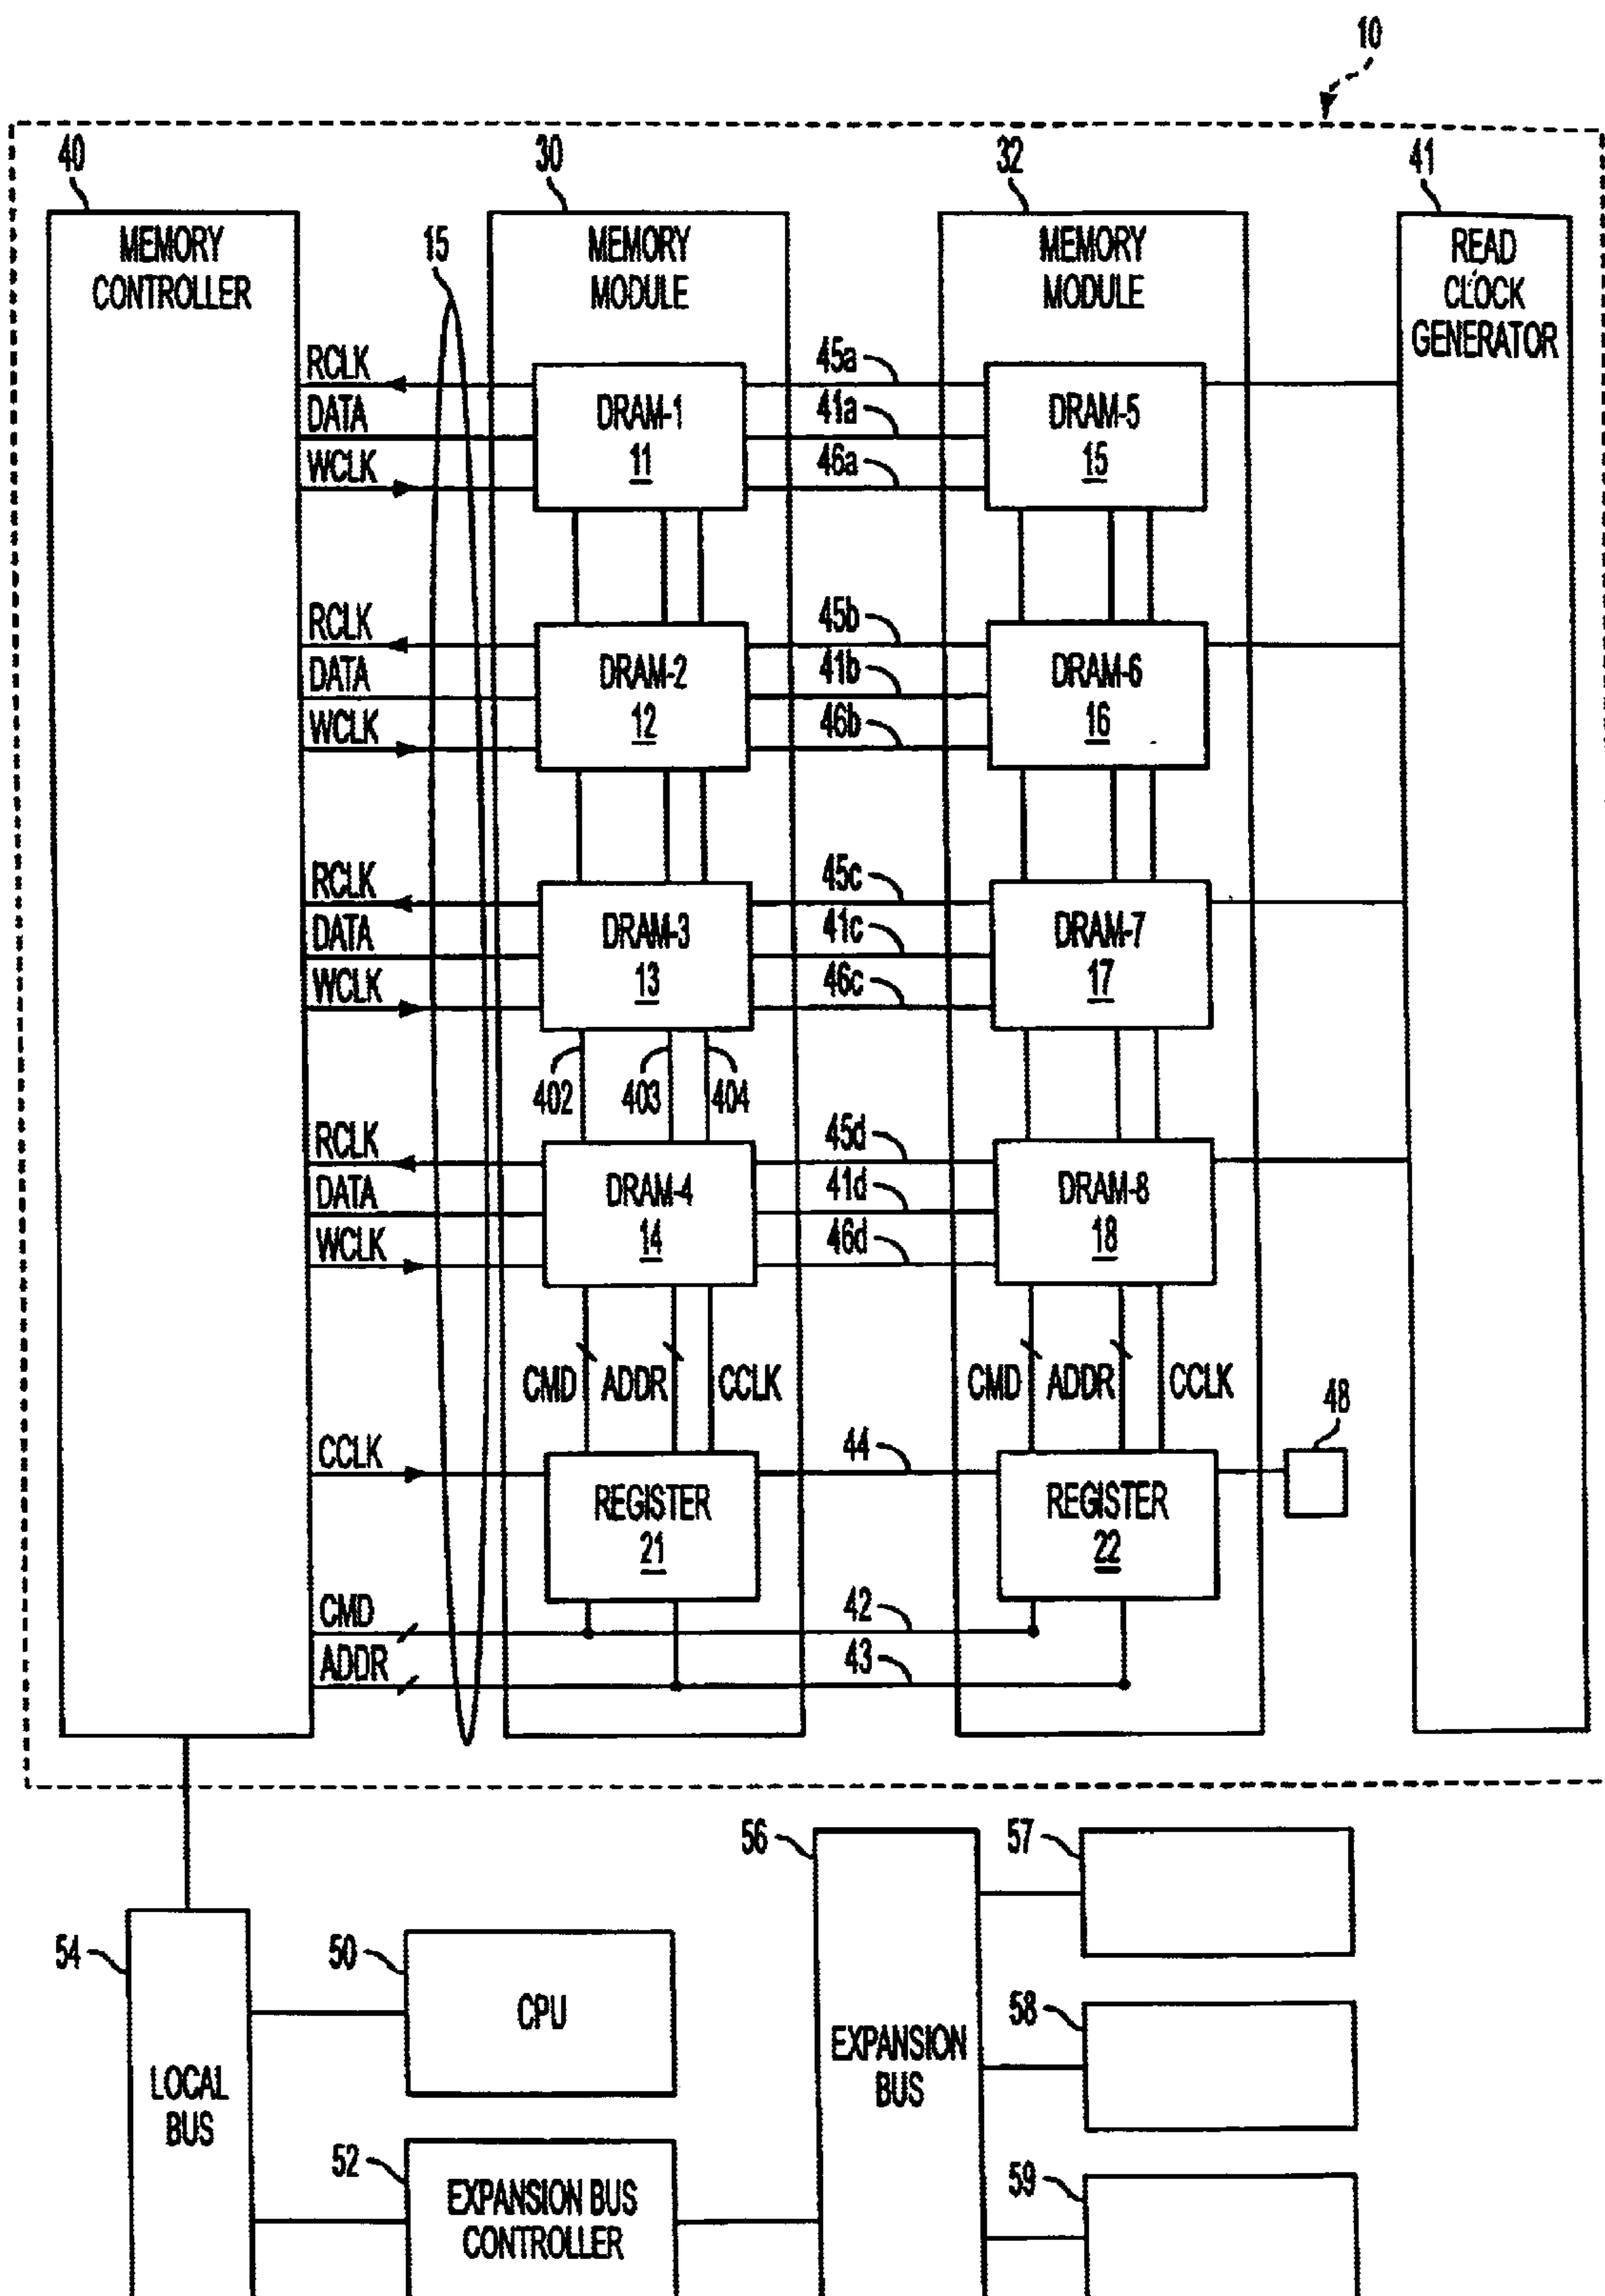 10
40
30
32
41
MEMORY
CONTROLLER
15
MEMORY
MODULE
MEMORY
MODULE
READ
CLOCK
GENERATOR
RCLK
DATA
WCLK
DRAM-1
11
45a
41a
46a
DRAM-5
15
RCLK
DATA
WCLK
DRAM-2
12
45b
41b
46b
DRAM-6
16
RCLK
DATA
WCLK
DRAM-3
13
45c
41c
46c
DRAM-7
17
402
403
404
RCLK
DATA
WCLK
DRAM-4
14
45d
41d
46d
DRAM-8
18
CMD
ADDR
CCLK
CMD
ADDR
CCLK
48
CCLK
REGISTER
21
44
REGISTER
22
CMD
42
ADDR
43
56
57
54
50
CPU
58
EXPANSION
BUS
LOCAL
BUS
52
EXPANSION BUS
CONTROLLER
59